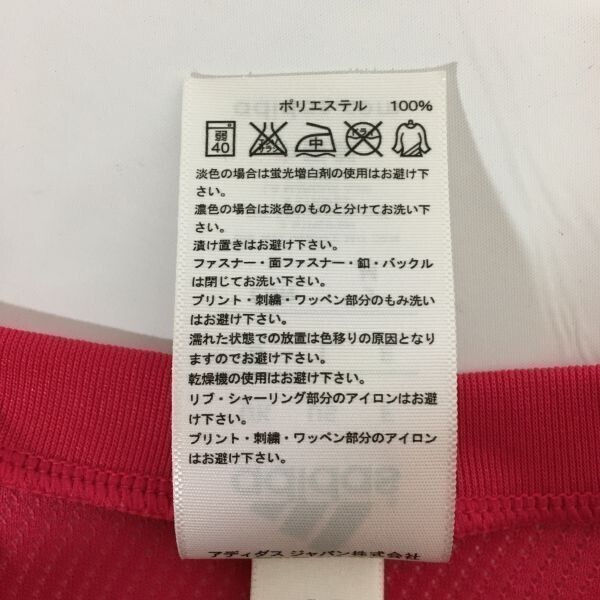 ポリエステル 100%
弱 40 エンソサラシ 中 ドライ
淡色の場合は蛍光増白剤の使用はお避け下
さい。
濃色の場合は淡色のものと分けてお洗い下
さい。
漬け置きはお避け下さい。
ファスナー・面ファスナー・釦・バックル
は閉じてお洗い下さい。
プリント・刺繍・ワッペン部分のもみ洗い
はお避け下さい。
濡れた状態での放置は色移りの原因となり
ますのでお避け下さい。
乾燥機の使用はお避け下さい。
リブ・シャーリング部分のアイロンはお避
け下さい。
プリント・刺繍・ワッペン部分のアイロン
はお避け下さい。
adidas
アディダス ジャパン株式会社